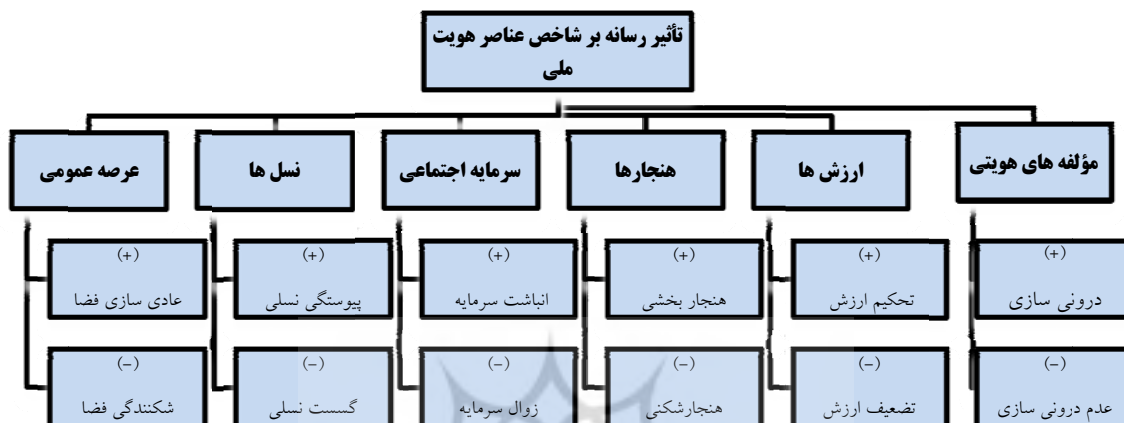 تأثیر رسانه بر شاخص عناصر هویت
ملی
مؤلفه های هویتی
ارزش ها
هنجارها
سرمایه اجتماعی
نسل ها
عرصه عمومی
(+)
درونی سازی
(+)
تحکیم ارزش
(+)
هنجار بخشی
(+)
انباشت سرمایه
(+)
پیوستگی نسلی
(+)
عادی سازی فضا
(-)
عدم درونی سازی
(-)
تضعیف ارزش
(-)
هنجارشکنی
(-)
زوال سرمایه
(-)
گسست نسلی
(-)
شکنندگی فضا